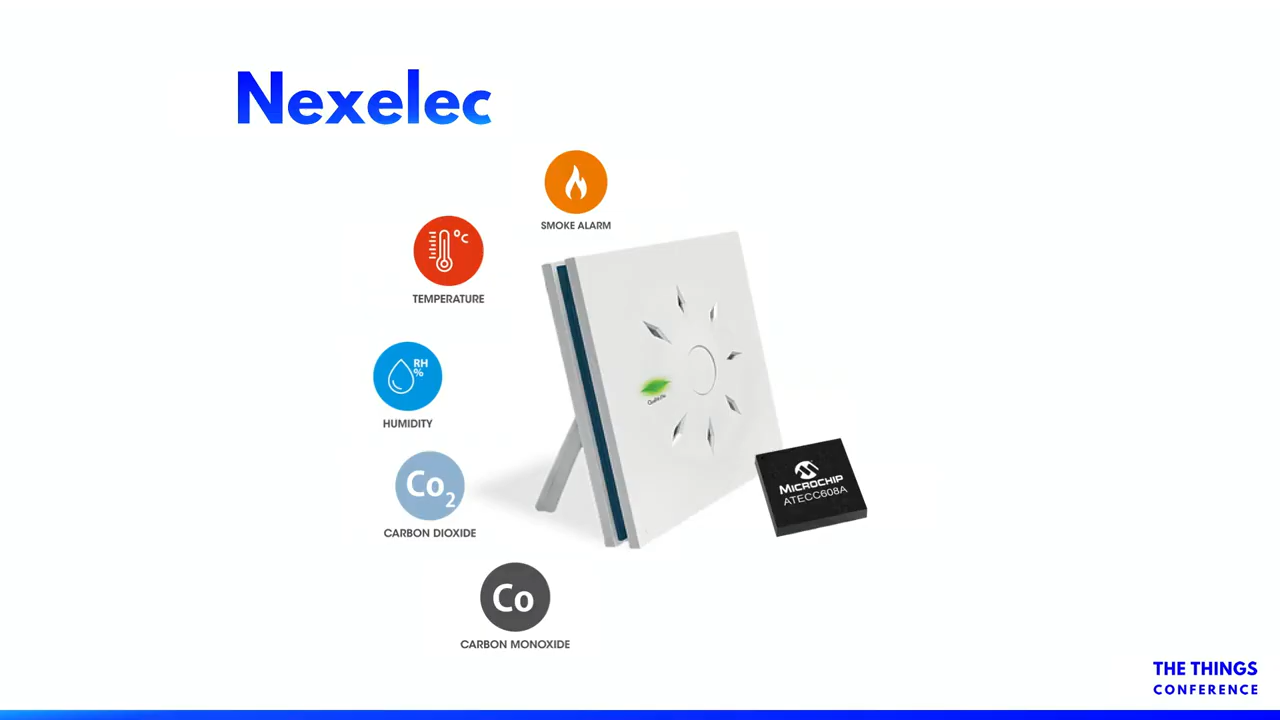 Nexelec
SMOKE ALARM
°C
TEMPERATURE
RH
%
HUMIDITY
Co2
CARBON DIOXIDE
MICROCHIP
ATECC608A
Co
CARBON MONOXIDE
THE THINGS
CONFERENCE